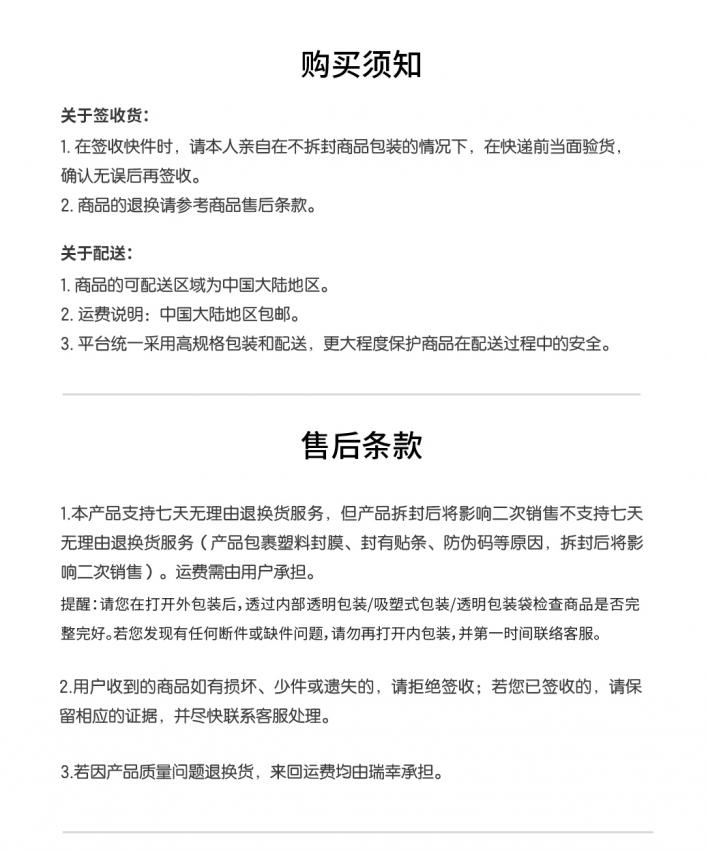 购买须知
关于签收货：
1. 在签收快件时，请本人亲自在不拆封商品包装的情况下，在快递前当面验货，
确认无误后再签收。
2. 商品的退换请参考商品售后条款。
关于配送：
1. 商品的可配送区域为中国大陆地区。
2. 运费说明：中国大陆地区包邮。
3. 平台统一采用高规格包装和配送，更大程度保护商品在配送过程中的安全。
售后条款
1.本产品支持七天无理由退换货服务，但产品拆封后将影响二次销售不支持七天
无理由退换货服务（产品包裹塑料封膜、封有贴条、防伪码等原因，拆封后将影
响二次销售）。运费需由用户承担。
提醒：请您在打开外包装后，透过内部透明包装/吸塑式包装/透明包装袋检查商品是否完
整完好。若您发现有任何断件或缺件问题，请勿再打开内包装，并第一时间联络客服。
2.用户收到的商品如有损坏、少件或遗失的，请拒绝签收；若您已签收的，请保
留相应的证据，并尽快联系客服处理。
3.若因产品质量问题退换货，来回运费均由瑞幸承担。